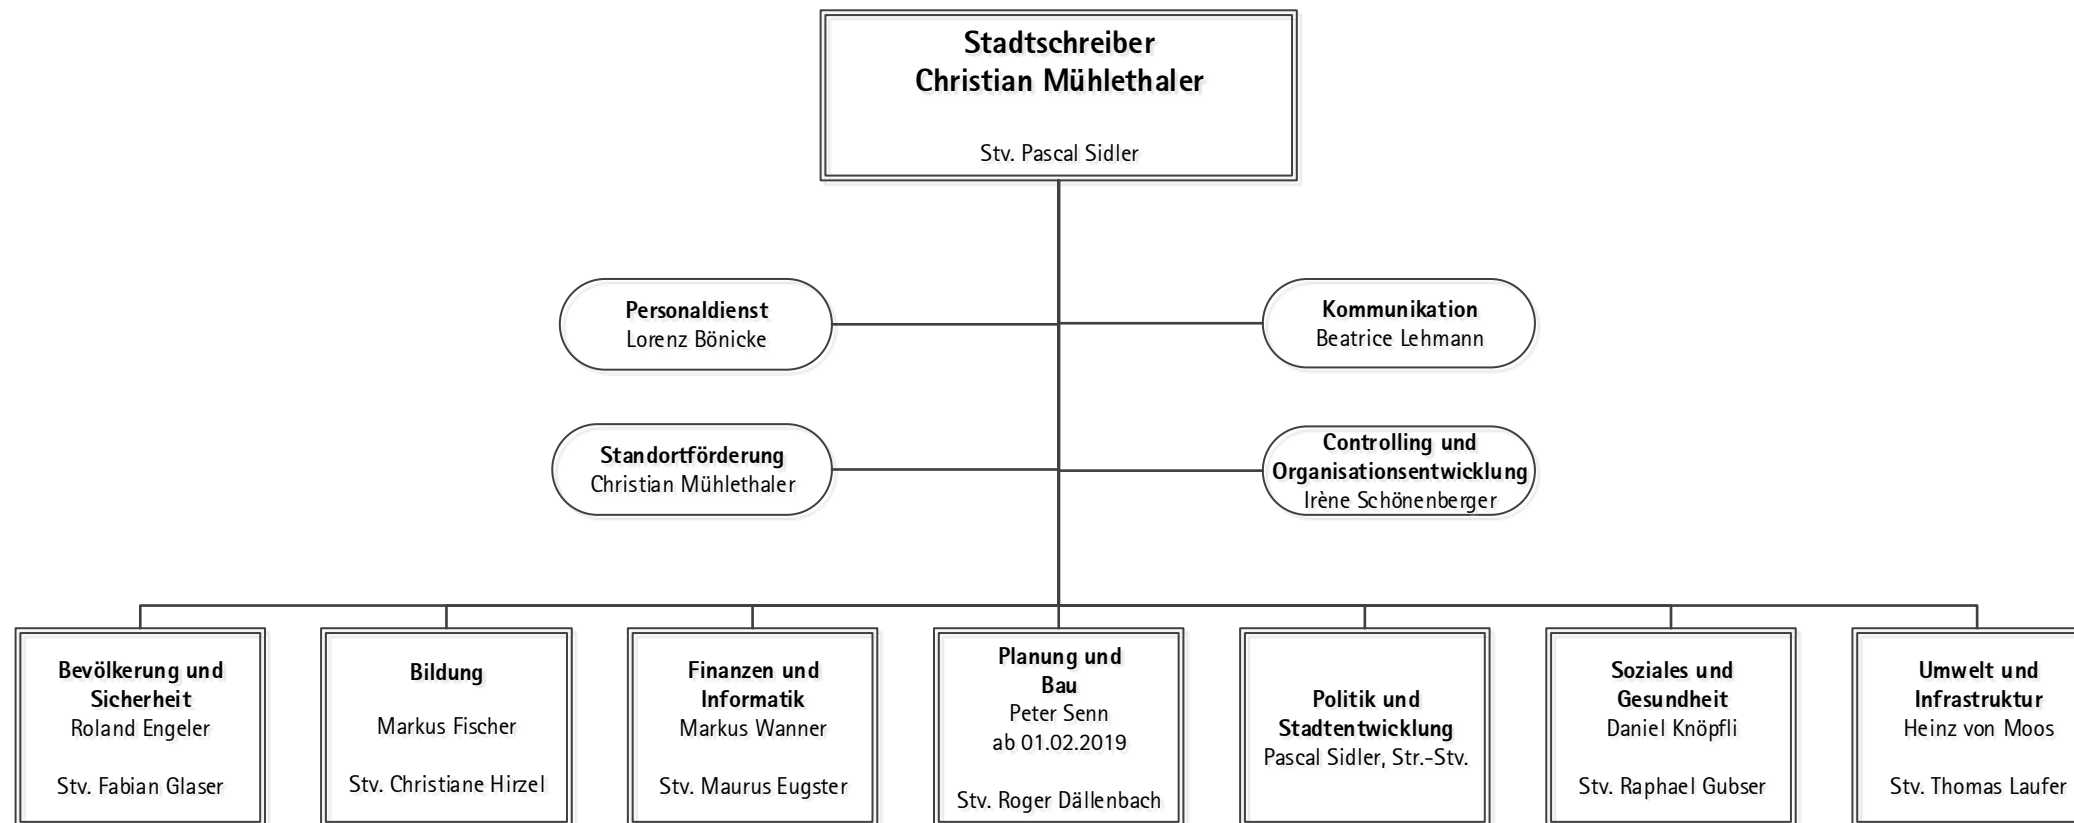 Stadtschreiber
Christian Mühlethaler
Stv. Pascal Sidler
Personaldienst
Lorenz Bönicke
Kommunikation
Beatrice Lehmann
Standortförderung
Christian Mühlethaler
Controlling und
Organisationsentwicklung
Irène Schönenberger
Bevölkerung und
Sicherheit
Roland Engeler
Stv. Fabian Glaser
Bildung
Markus Fischer
Stv. Christiane Hirzel
Finanzen und
Informatik
Markus Wanner
Stv. Maurus Eugster
Planung und
Bau
Peter Senn
ab 01.02.2019
Stv. Roger Dällenbach
Politik und
Stadtentwicklung
Pascal Sidler, Str.-Stv.
Soziales und
Gesundheit
Daniel Knöpfli
Stv. Raphael Gubser
Umwelt und
Infrastruktur
Heinz von Moos
Stv. Thomas Laufer